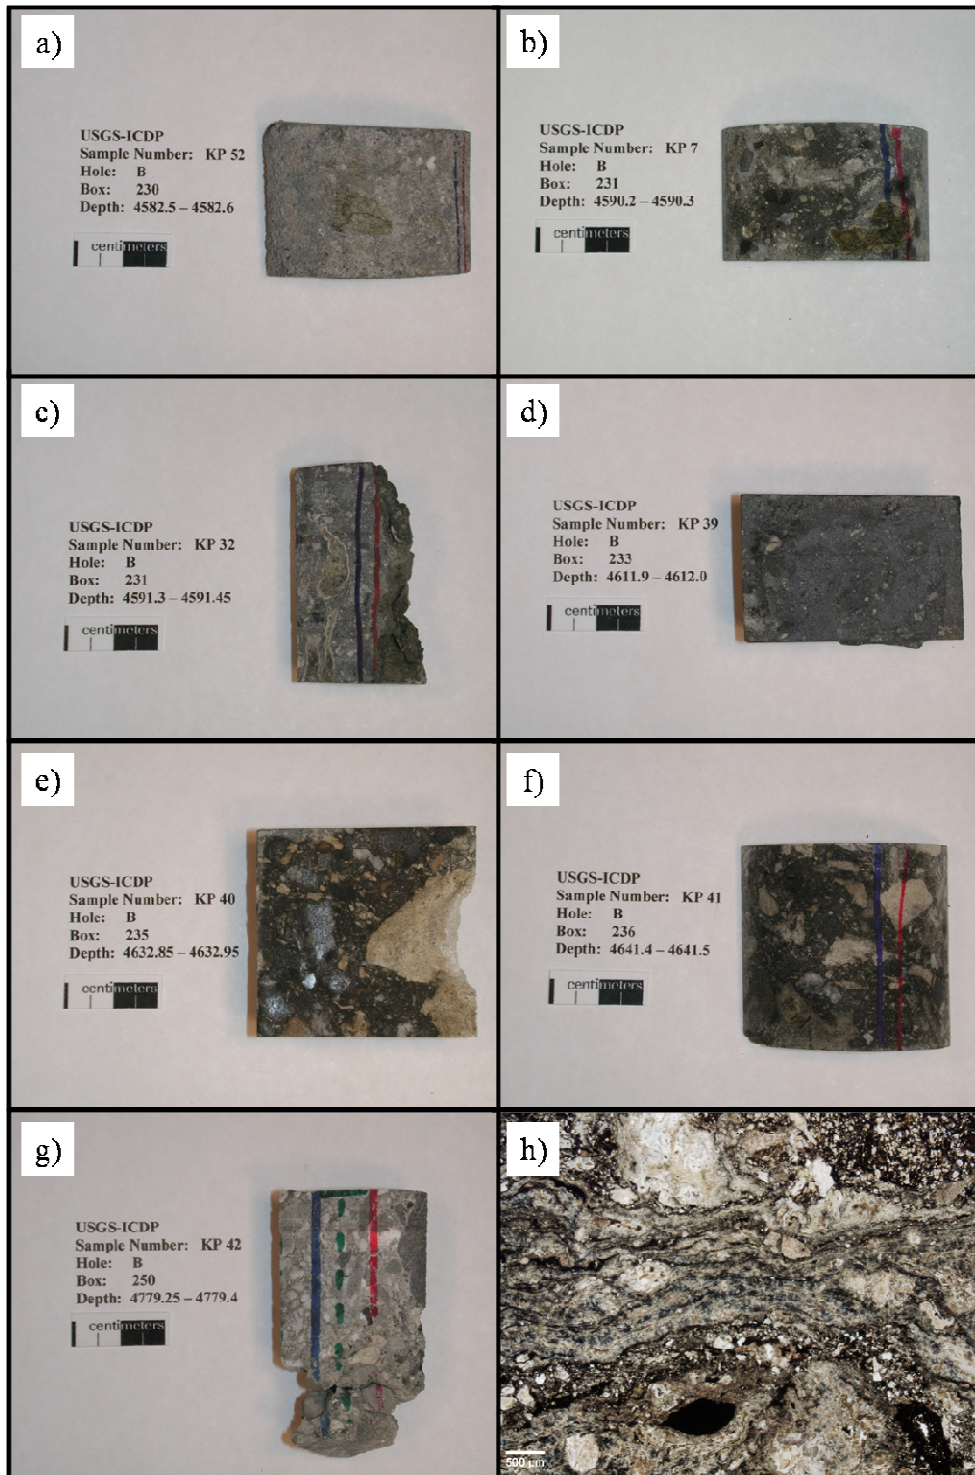 a)
USGS-ICDP
Sample Number: KP 52
Hole: B
Box: 230
Depth: 4582.5 – 4582.6
centimeters
b)
USGS-ICDP
Sample Number: KP 7
Hole: B
Box: 231
Depth: 4590.2 – 4590.3
centimeters
c)
USGS-ICDP
Sample Number: KP 32
Hole: B
Box: 231
Depth: 4591.3 – 4591.45
centimeters
d)
USGS-ICDP
Sample Number: KP 39
Hole: B
Box: 233
Depth: 4611.9 – 4612.0
centimeters
e)
USGS-ICDP
Sample Number: KP 40
Hole: B
Box: 235
Depth: 4632.85 – 4632.95
centimeters
f)
USGS-ICDP
Sample Number: KP 41
Hole: B
Box: 236
Depth: 4641.4 – 4641.5
centimeters
g)
USGS-ICDP
Sample Number: KP 42
Hole: B
Box: 250
Depth: 4779.25 – 4779.4
centimeters
h)
500 µm